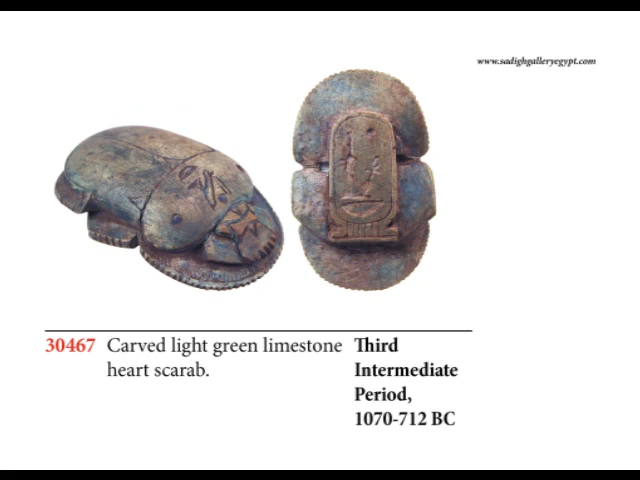 www.sadighgalleryegypt.com
30467 Carved light green limestone heart scarab.
Third Intermediate Period, 1070-712 BC